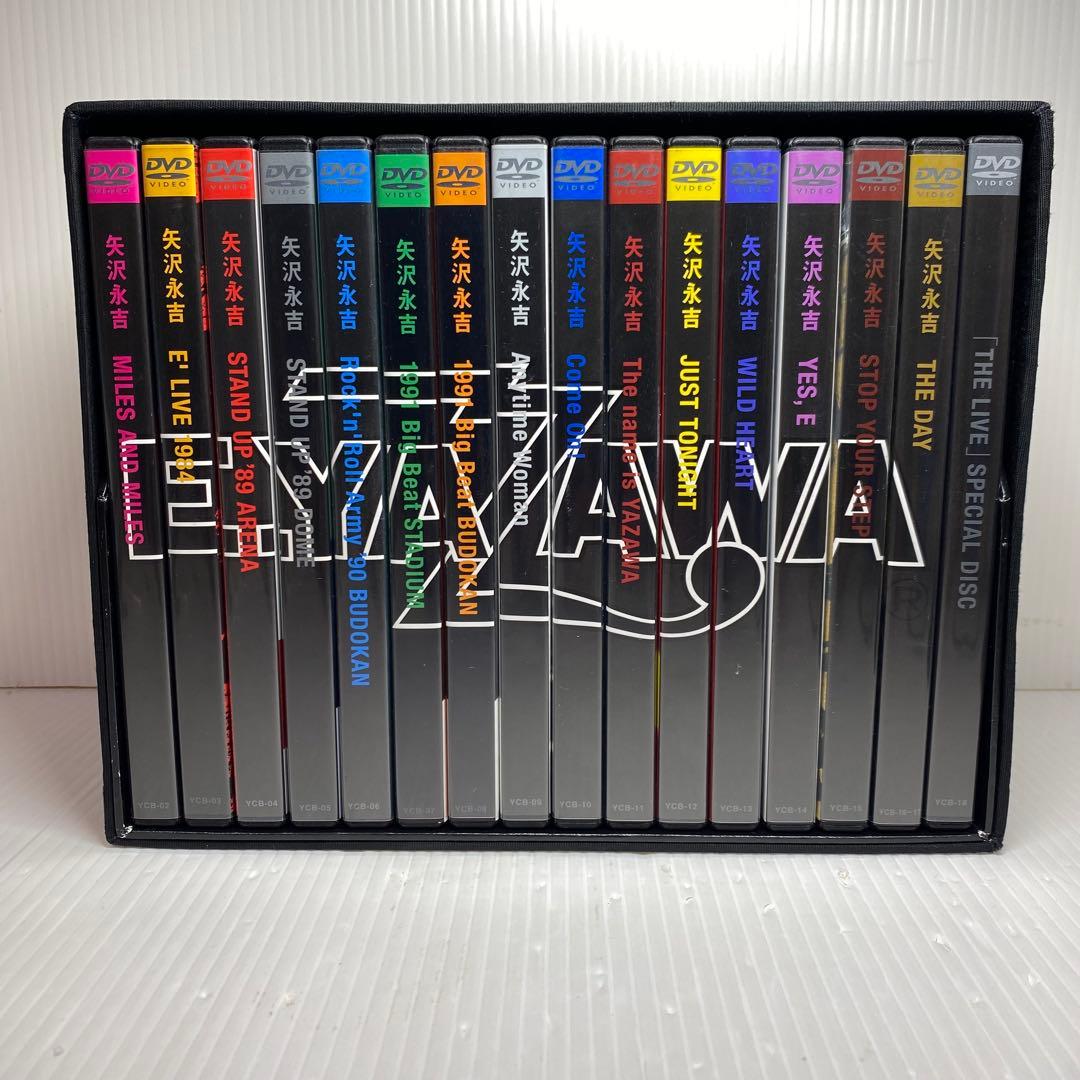 DVD VIDEO
矢沢永吉 MILES AND MILES
YCB-02
DVD VIDEO
矢沢永吉 E' LIVE 1984
YCB-03
DVD VIDEO
矢沢永吉 STAND UP '89 ARENA
YCB-04
DVD VIDEO
矢沢永吉 STAND UP '89 DOME
YCB-05
DVD VIDEO
矢沢永吉 Rock'n'Roll Army '90 BUDOKAN
YCB-06
DVD VIDEO
矢沢永吉 1991 Big Beat STADIUM
YCB-07
DVD VIDEO
矢沢永吉 1991 Big Beat BUDOKAN
YCB-08
DVD VIDEO
矢沢永吉 Anytime Woman
YCB-09
DVD VIDEO
矢沢永吉 Come On!
YCB-10
DVD VIDEO
矢沢永吉 The name is YAZAWA
YCB-11
DVD VIDEO
矢沢永吉 JUST TONIGHT
YCB-12
DVD VIDEO
矢沢永吉 WILD HEART
YCB-13
DVD VIDEO
矢沢永吉 YES, E
YCB-14
DVD VIDEO
矢沢永吉 STOP YOUR STEP
YCB-15
DVD VIDEO
矢沢永吉 THE DAY
YCB-16~17
DVD VIDEO
「THE LIVE」SPECIAL DISC
YCB-18
E.YAZAWA
®